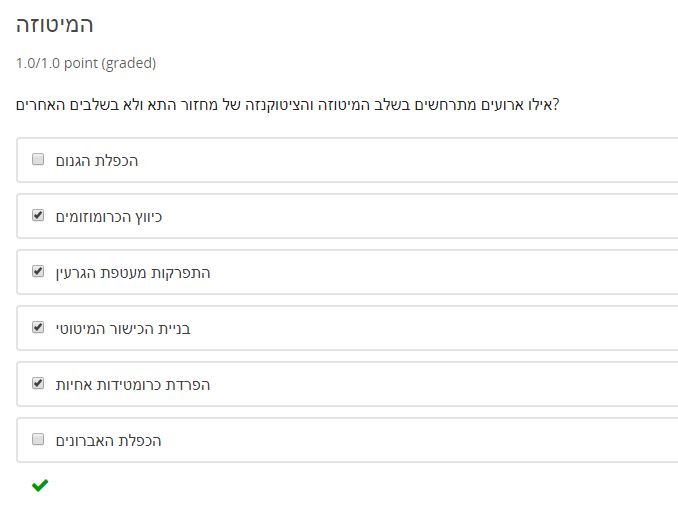 המיטוזה
1.0/1.0 point (graded)
אילו ארועים מתרחשים בשלב המיטוזה והציטוקנזה של מחזור התא ולא בשלבים האחרים?
הכפלת הגנום
כיווץ הכרומוזומים
התפרקות מעטפת הגרעין
בניית הכישור המיטוטי
הפרדת כרומטידות אחיות
הכפלת האברונים